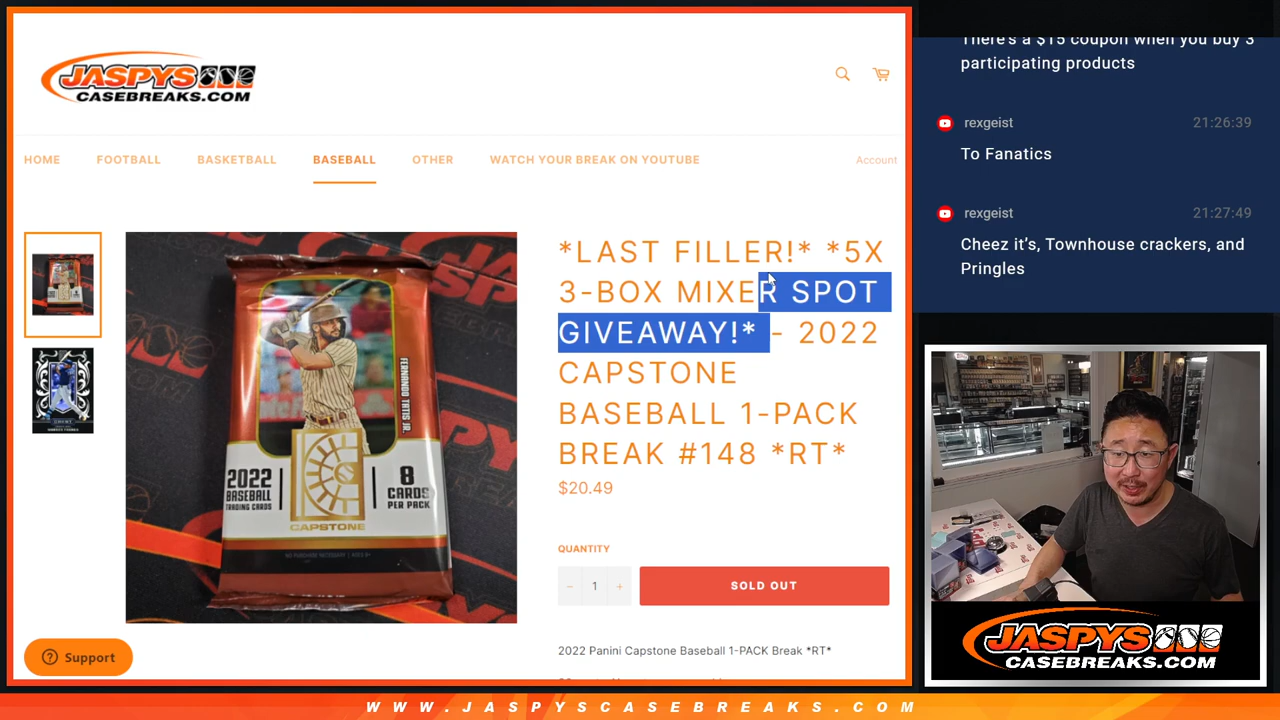 JASPYS
CASEBREAKS.COM
HOME
FOOTBALL
BASKETBALL
BASEBALL
OTHER
WATCH YOUR BREAK ON YOUTUBE
Account
*LAST FILLER!* *5X
3-BOX MIXER SPOT
GIVEAWAY!* - 2022
CAPSTONE
BASEBALL 1-PACK
BREAK #148 *RT*
$20.49
QUANTITY
− 1 +
SOLD OUT
2022 Panini Capstone Baseball 1-PACK Break *RT*
FERNANDO TATIS JR.
2022
BASEBALL
TRADING CARDS
8
CARDS
PER PACK
CAPSTONE
Support
There's a $15 coupon when you buy 3
participating products
rexgeist
21:26:39
To Fanatics
rexgeist
21:27:49
Cheez it's, Townhouse crackers, and
Pringles
JASPYS
CASEBREAKS.COM
WWW.JASPYSCASEBREAKS.COM